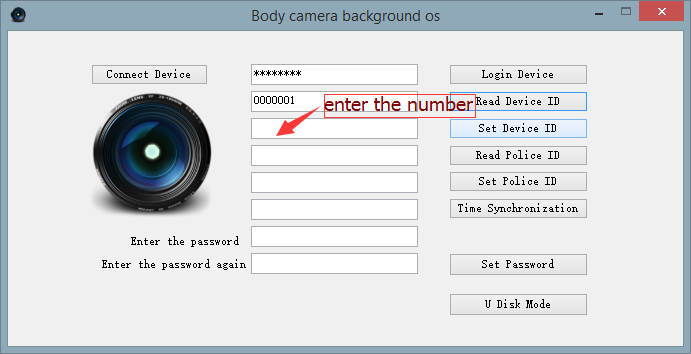 Body camera background os
Connect Device
********
Login Device
0000001
enter the number
Read Device ID
Set Device ID
Read Police ID
Set Police ID
Time Synchronization
Enter the password
Enter the password again
Set Password
U Disk Mode